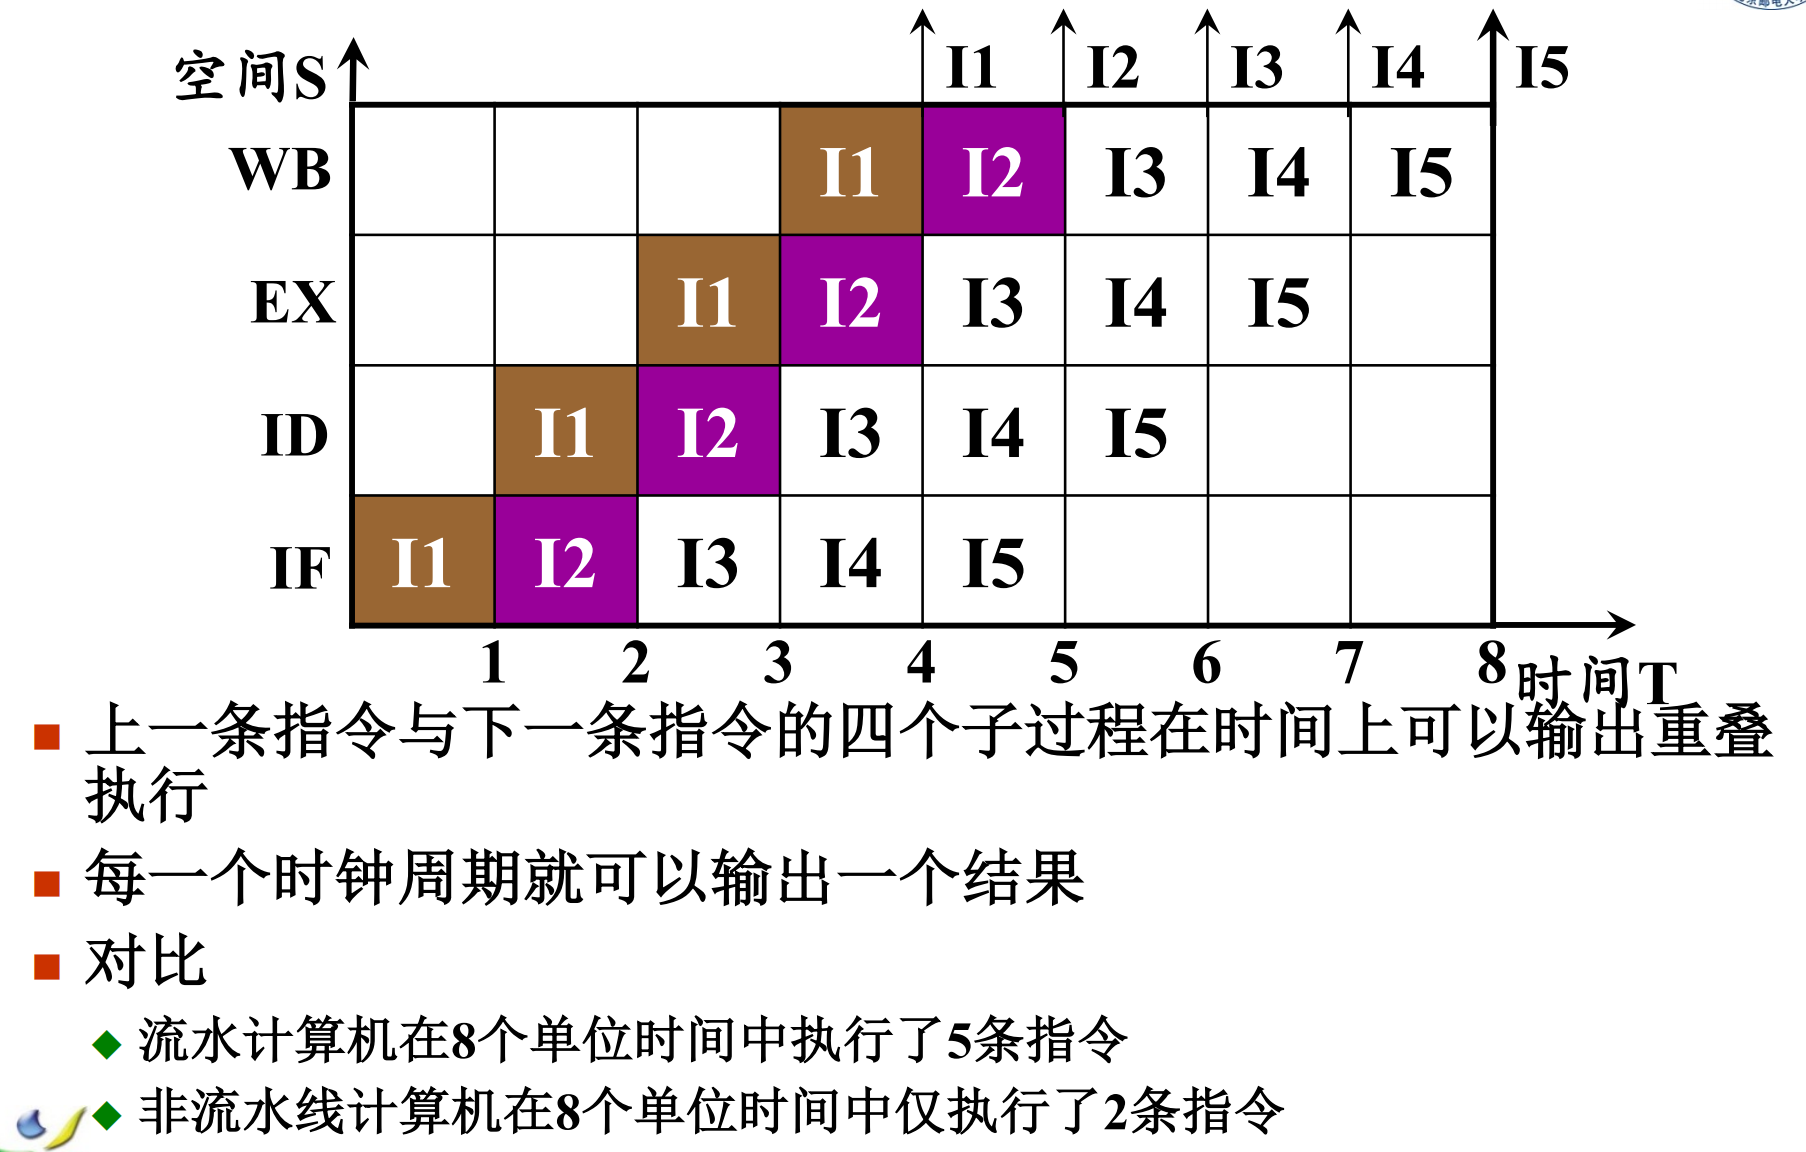 I1 I2 I3 I4 I5
空间S
WB I1 I2 I3 I4 I5
EX I1 I2 I3 I4 I5
ID I1 I2 I3 I4 I5
IF I1 I2 I3 I4 I5
1 2 3 4 5 6 7 8 时间T
上一条指令与下一条指令的四个子过程在时间上可以输出重叠
执行
每一个时钟周期就可以输出一个结果
对比
流水计算机在8个单位时间中执行了5条指令
非流水线计算机在8个单位时间中仅执行了2条指令